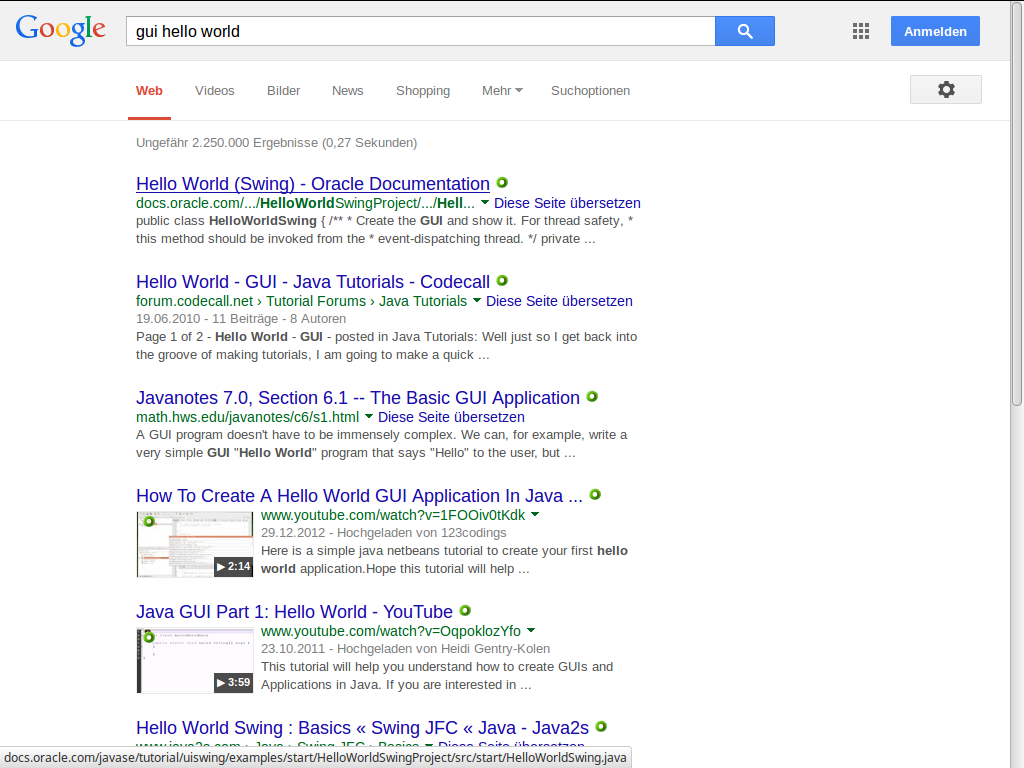 Google
gui hello world
Anmelden
Web Videos Bilder News Shopping Mehr Suchoptionen
Ungefähr 2.250.000 Ergebnisse (0,27 Sekunden)
Hello World (Swing) - Oracle Documentation
docs.oracle.com/.../HelloWorldSwingProject/.../Hell... Diese Seite übersetzen
public class HelloWorldSwing { /** * Create the GUI and show it. For thread safety, *
this method should be invoked from the * event-dispatching thread. */ private ...
Hello World - GUI - Java Tutorials - Codecall
forum.codecall.net › Tutorial Forums › Java Tutorials Diese Seite übersetzen
19.06.2010 - 11 Beiträge - 8 Autoren
Page 1 of 2 - Hello World - GUI - posted in Java Tutorials: Well just so I get back into
the groove of making tutorials, I am going to make a quick ...
Javanotes 7.0, Section 6.1 -- The Basic GUI Application
math.hws.edu/javanotes/c6/s1.html Diese Seite übersetzen
A GUI program doesn't have to be immensely complex. We can, for example, write a
very simple GUI "Hello World" program that says "Hello" to the user, but ...
How To Create A Hello World GUI Application In Java ...
www.youtube.com/watch?v=1FOOiv0tKdk
29.12.2012 - Hochgeladen von 123codings
Here is a simple java netbeans tutorial to create your first hello
world application.Hope this tutorial will help ...
2:14
Java GUI Part 1: Hello World - YouTube
www.youtube.com/watch?v=OqpoklozYfo
23.10.2011 - Hochgeladen von Heidi Gentry-Kolen
This tutorial will help you understand how to create GUIs and
Applications in Java. If you are interested in ...
3:59
Hello World Swing : Basics « Swing JFC « Java - Java2s
www.java2s.com › Java › Swing JFC › Basics Diese Seite übersetzen
docs.oracle.com/javase/tutorial/uiswing/examples/start/HelloWorldSwingProject/src/start/HelloWorldSwing.java